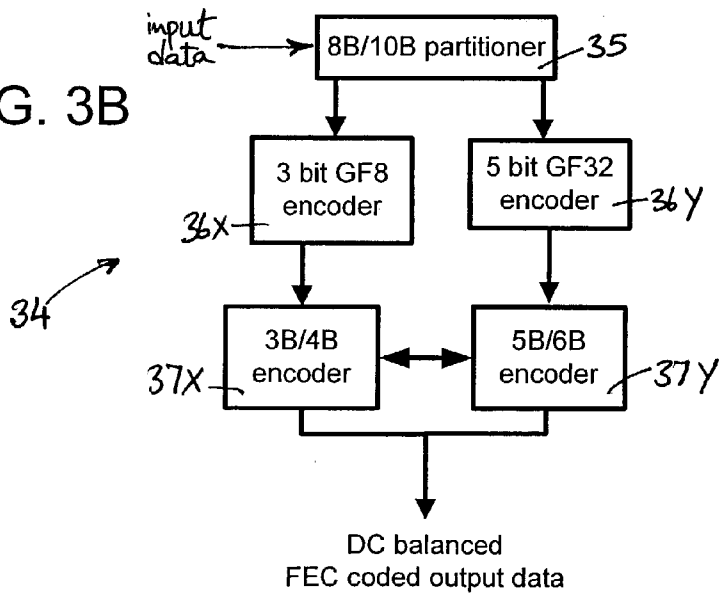 input
data
8B/10B partitioner
35
G. 3B
3 bit GF8
encoder
36X
5 bit GF32
encoder
36Y
34
3B/4B
encoder
37X
5B/6B
encoder
37Y
DC balanced
FEC coded output data